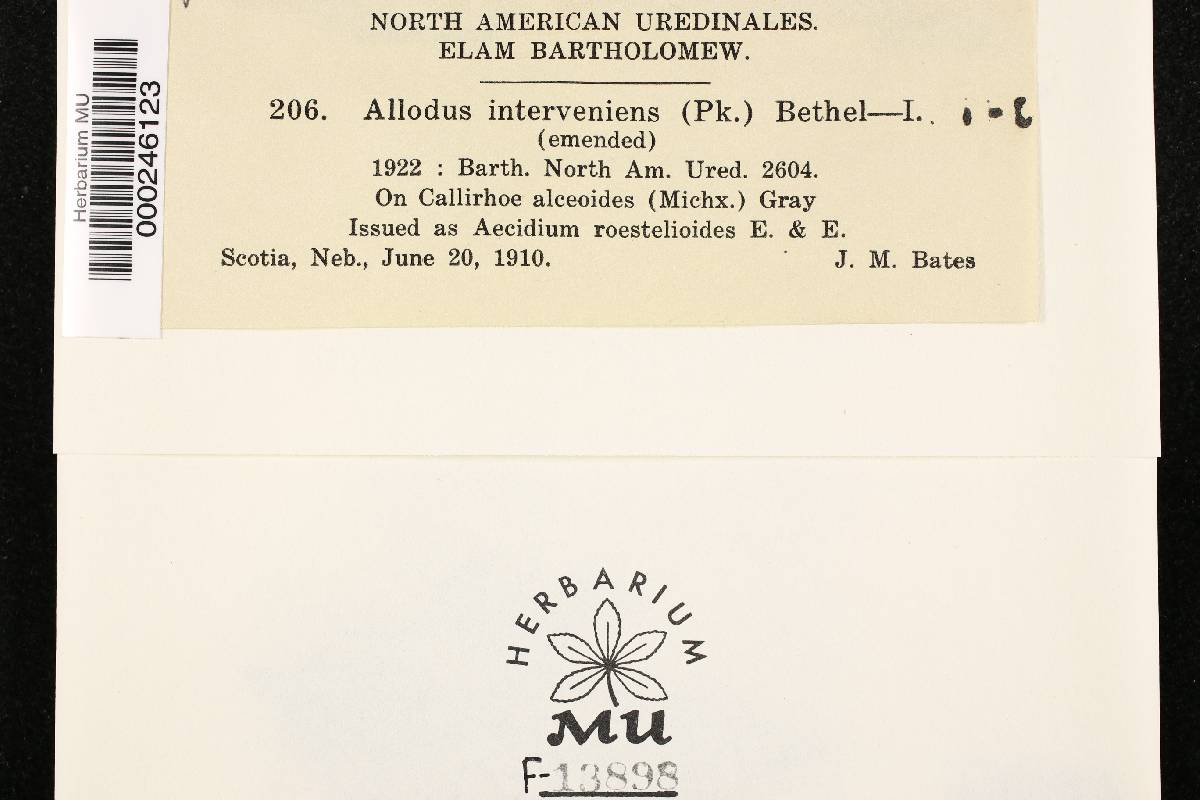 NORTH AMERICAN UREDINALES.
ELAM BARTHOLOMEW.
206. Allodus interveniens (Pk.) Bethel—I.
(emended)
1922 : Barth. North Am. Ured. 2604.
On Callirhoe alceoides (Michx.) Gray
Issued as Aecidium roestelioides E. & E.
Scotia, Neb., June 20, 1910. J. M. Bates
Herbarium MU
000246123
HERBARIUM
MU
F-13898